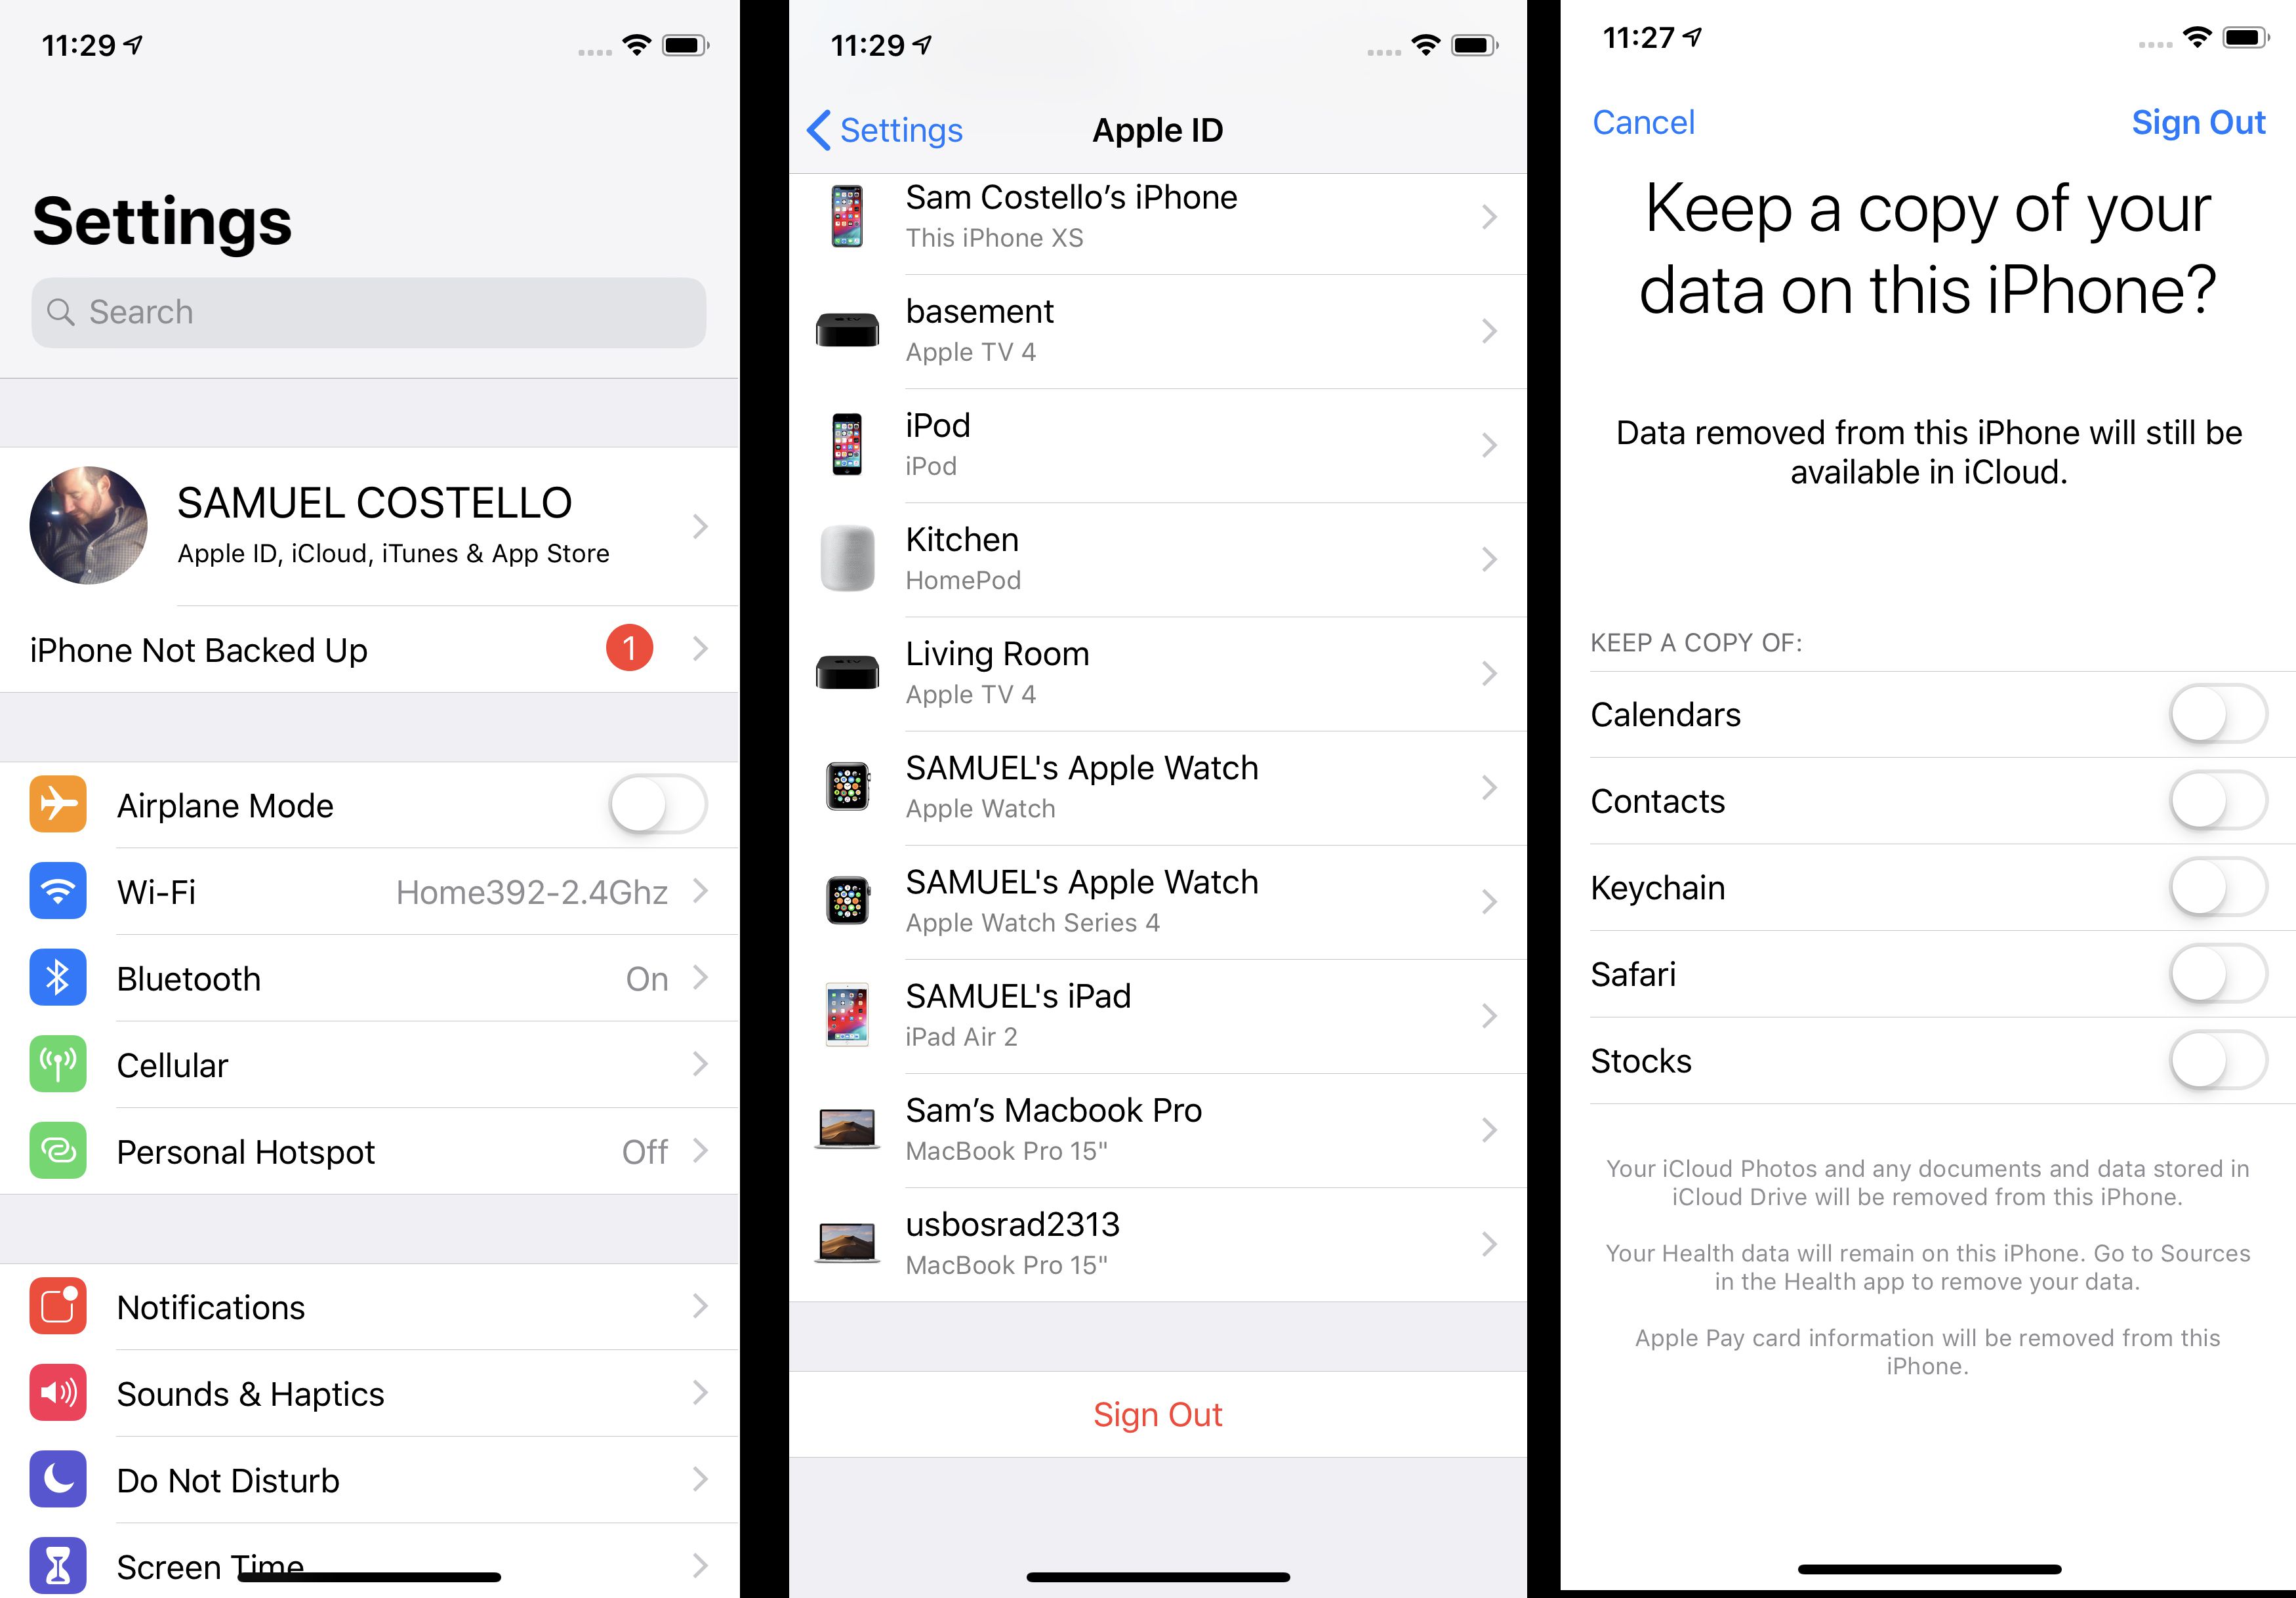 11:29
Settings
Search
SAMUEL COSTELLO
Apple ID, iCloud, iTunes & App Store
iPhone Not Backed Up 1
Airplane Mode
Wi-Fi Home392-2.4Ghz
Bluetooth On
Cellular
Personal Hotspot Off
Notifications
Sounds & Haptics
Do Not Disturb
Screen Time
11:29
Settings Apple ID
Sam Costello’s iPhone
This iPhone XS
basement
Apple TV 4
iPod
iPod
Kitchen
HomePod
Living Room
Apple TV 4
SAMUEL's Apple Watch
Apple Watch
SAMUEL's Apple Watch
Apple Watch Series 4
SAMUEL's iPad
iPad Air 2
Sam’s Macbook Pro
MacBook Pro 15"
usbosrad2313
MacBook Pro 15"
Sign Out
11:27
Cancel Sign Out
Keep a copy of your
data on this iPhone?
Data removed from this iPhone will still be
available in iCloud.
KEEP A COPY OF:
Calendars
Contacts
Keychain
Safari
Stocks
Your iCloud Photos and any documents and data stored in
iCloud Drive will be removed from this iPhone.
Your Health data will remain on this iPhone. Go to Sources
in the Health app to remove your data.
Apple Pay card information will be removed from this
iPhone.